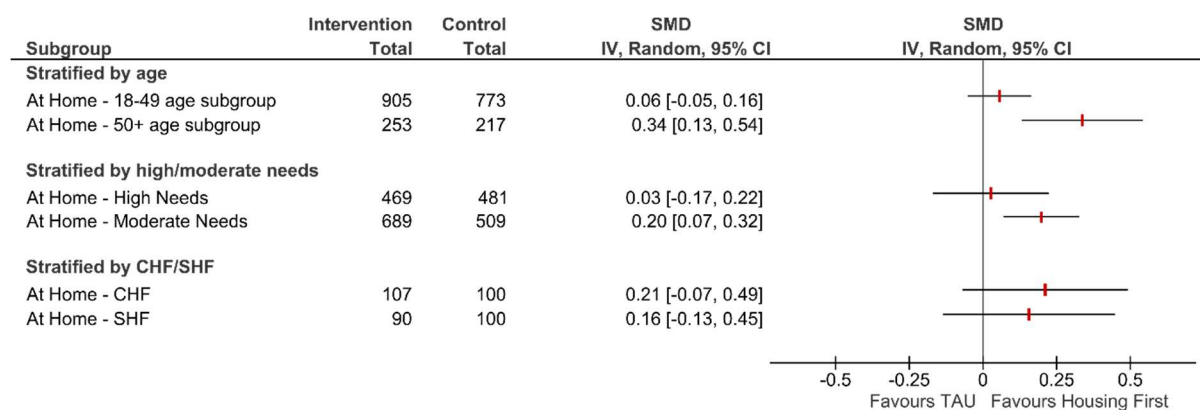 Intervention Control SMD SMD
Subgroup Total Total IV, Random, 95% CI IV, Random, 95% CI
Stratified by age
At Home - 18-49 age subgroup 905 773 0.06 [-0.05, 0.16]
At Home - 50+ age subgroup 253 217 0.34 [0.13, 0.54]
Stratified by high/moderate needs
At Home - High Needs 469 481 0.03 [-0.17, 0.22]
At Home - Moderate Needs 689 509 0.20 [0.07, 0.32]
Stratified by CHF/SHF
At Home - CHF 107 100 0.21 [-0.07, 0.49]
At Home - SHF 90 100 0.16 [-0.13, 0.45]
-0.5 -0.25 0 0.25 0.5
Favours TAU Favours Housing First